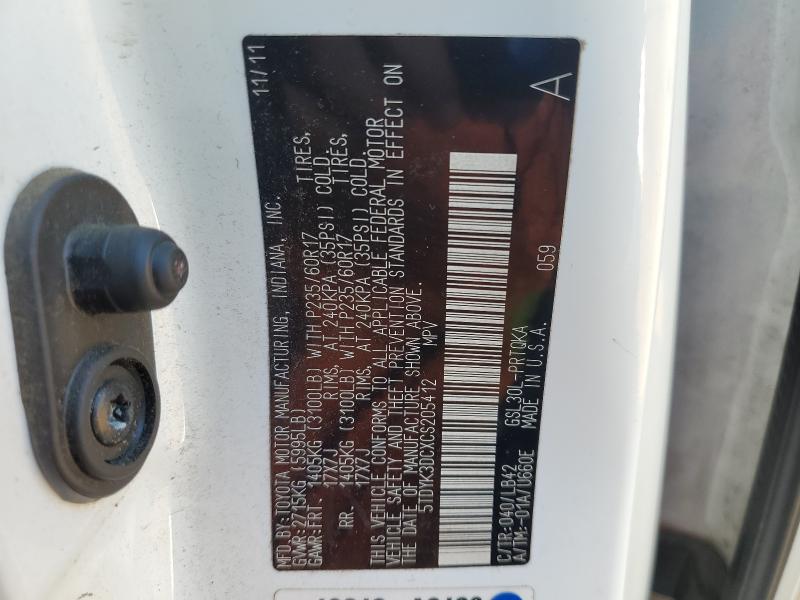 MFD.BY:TOYOTA MOTOR MANUFACTURING, INDIANA, INC. 11/11
GVWR:2715KG (5995LB)
GAWR:FRT. 1405KG (3100LB) WITH P235/60R17 TIRES,
17X7J RIMS, AT 240KPA (35PSI) COLD.
RR. 1405KG (3100LB) WITH P235/60R17 TIRES,
17X7J RIMS, AT 240KPA (35PSI) COLD.
THIS VEHICLE CONFORMS TO ALL APPLICABLE FEDERAL MOTOR
VEHICLE SAFETY AND THEFT PREVENTION STANDARDS IN EFFECT ON
THE DATE OF MANUFACTURE SHOWN ABOVE.
5TDYK3DCXCS205412 MPV
C/TR:040/LB42 GSL30L-PRTQKA
A/TM:-01A/U660E MADE IN U.S.A.
059
A